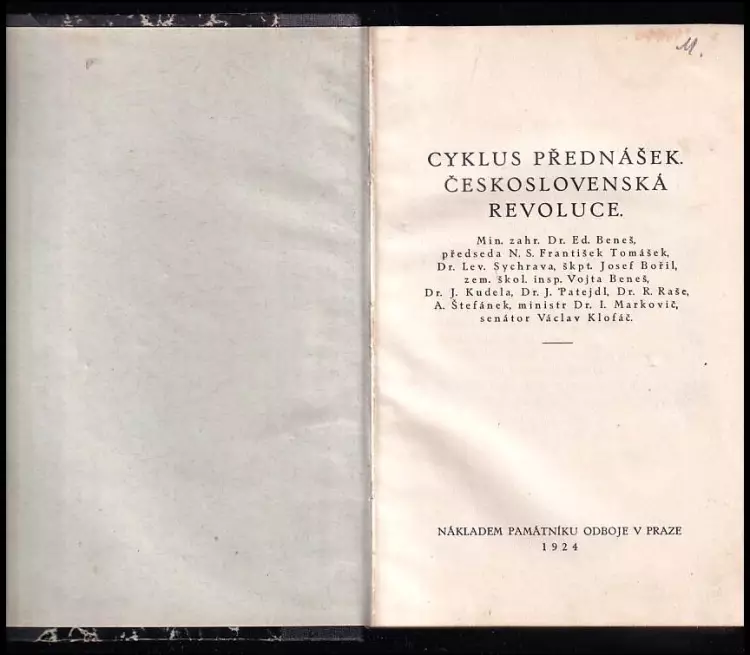 M.
CYKLUS PŘEDNÁŠEK.
ČESKOSLOVENSKÁ
REVOLUCE.
Min. zahr. Dr. Ed. Beneš,
předseda N. S. František Tomášek,
Dr. Lev. Sychrava, škpt. Josef Bořil,
zem. škol. insp. Vojta Beneš,
Dr. J. Kudela, Dr. J. Patejdl, Dr. R. Raše,
A. Štefánek, ministr Dr. I. Markovič,
senátor Václav Klofáč.
NÁKLADEM PAMÁTNÍKU ODBOJE V PRAZE
1924